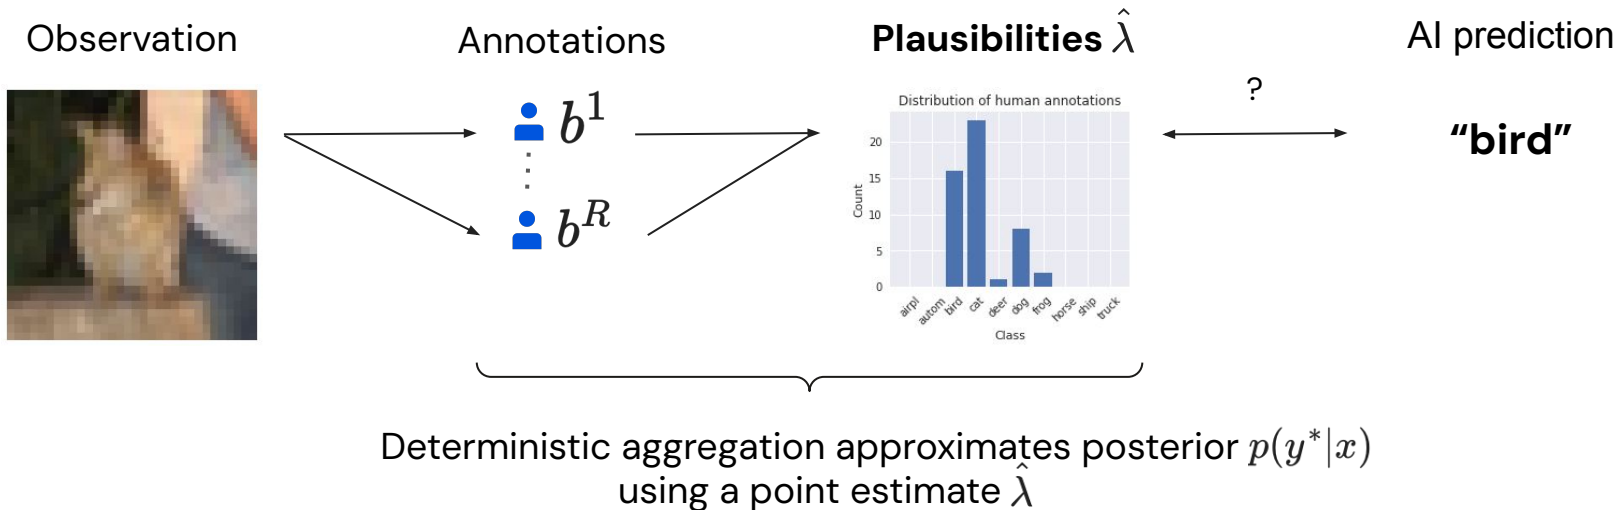 Observation
Annotations
Plausibilities λ̂
AI prediction
b¹
b^R
Distribution of human annotations
20
15
10
5
0
Count
airpl
autom
bird
cat
deer
dog
frog
horse
ship
truck
Class
?
“bird”
Deterministic aggregation approximates posterior p(y*|x)
using a point estimate λ̂